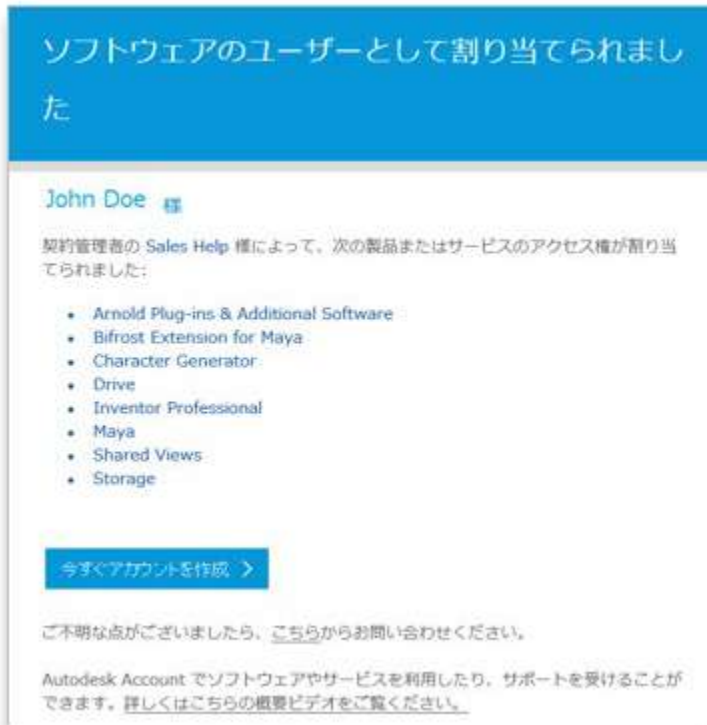 ソフトウェアのユーザーとして割り当てられまし
た
John Doe 様
契約管理者の Sales Help 様によって、次の製品またはサービスのアクセス権が割り当
てられました:
• Arnold Plug-ins & Additional Software
• Bifrost Extension for Maya
• Character Generator
• Drive
• Inventor Professional
• Maya
• Shared Views
• Storage
今すぐアカウントを作成 >
ご不明な点がございましたら、こちらからお問い合わせください。
Autodesk Account でソフトウェアやサービスを利用したり、サポートを受けることが
できます。詳しくはこちらの概要ビデオをご覧ください。